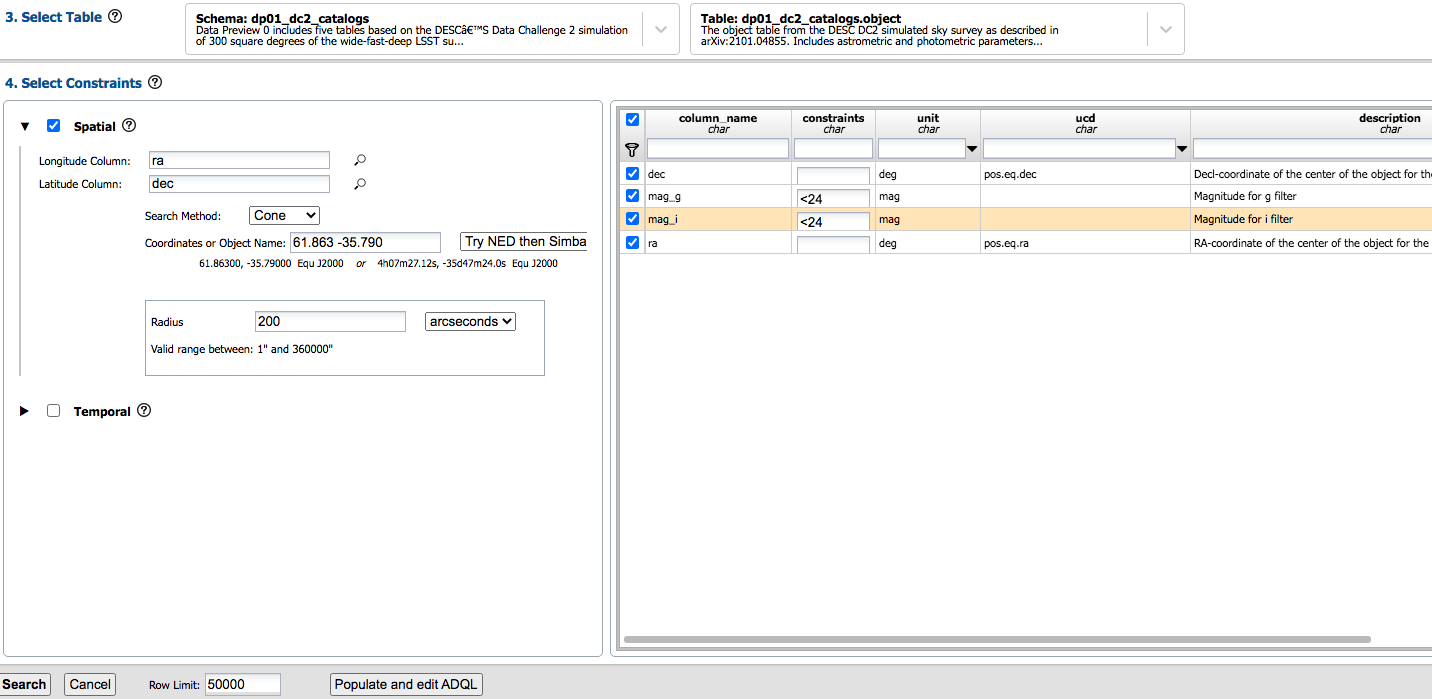 3. Select Table
Schema: dp01_dc2_catalogs
Data Preview 0 includes five tables based on the DESCâ€™S Data Challenge 2 simulation
of 300 square degrees of the wide-fast-deep LSST su...
Table: dp01_dc2_catalogs.object
The object table from the DESC DC2 simulated sky survey as described in
arXiv:2101.04855. Includes astrometric and photometric parameters...
4. Select Constraints
Spatial
Longitude Column: ra
Latitude Column: dec
Search Method: Cone
Coordinates or Object Name: 61.863 -35.790 Try NED then Simba
61.86300, -35.79000 Equ J2000 or 4h07m27.12s, -35d47m24.0s Equ J2000
Radius 200 arcseconds
Valid range between: 1" and 360000"
Temporal
column_name constraints unit ucd description
char char char char char
dec deg pos.eq.dec Decl-coordinate of the center of the object for the
mag_g <24 mag Magnitude for g filter
mag_i <24 mag Magnitude for i filter
ra deg pos.eq.ra RA-coordinate of the center of the object for the
Search Cancel Row Limit: 50000 Populate and edit ADQL